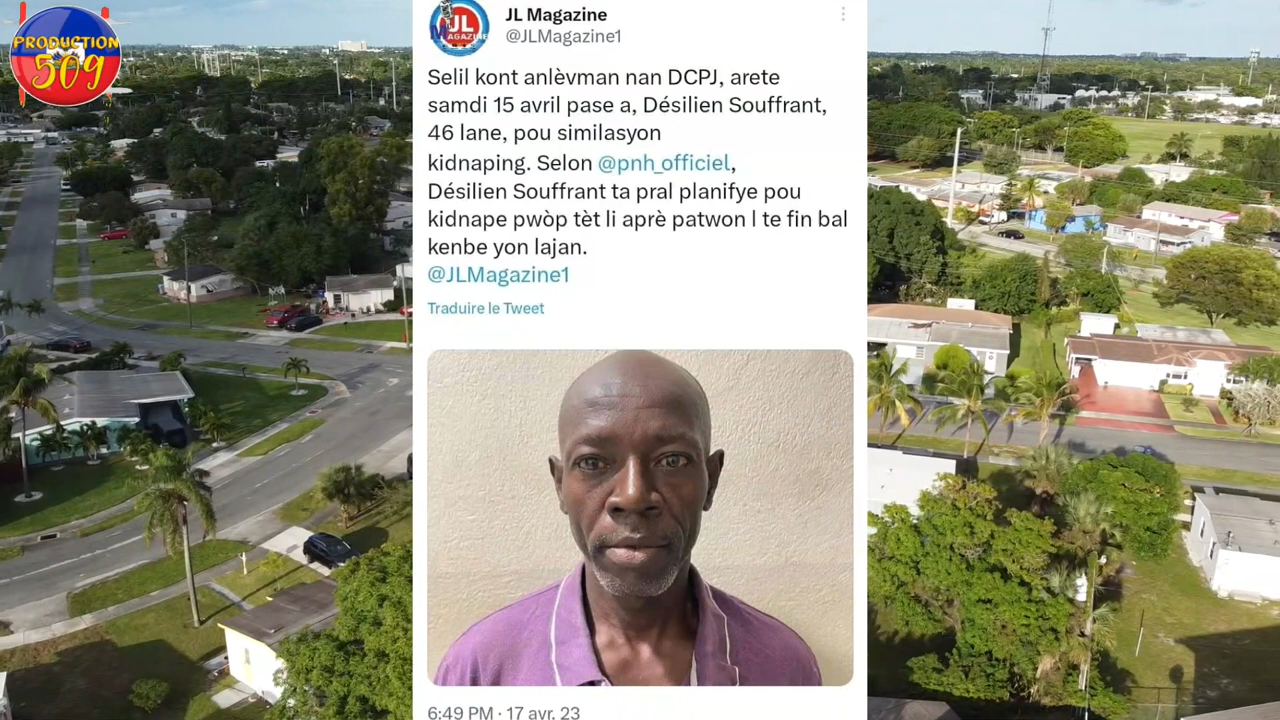 PRODUCTION
509
JL
MAGAZINE
JL Magazine
@JLMagazine1
Selil kont anlèvman nan DCPJ, arete
samdi 15 avril pase a, Désilien Souffrant,
46 lane, pou similasyon
kidnaping. Selon @pnh_officiel,
Désilien Souffrant ta pral planifye pou
kidnape pwòp tèt li aprè patwon l te fin bal
kenbe yon lajan.
@JLMagazine1
Traduire le Tweet
6:49 PM · 17 avr. 23